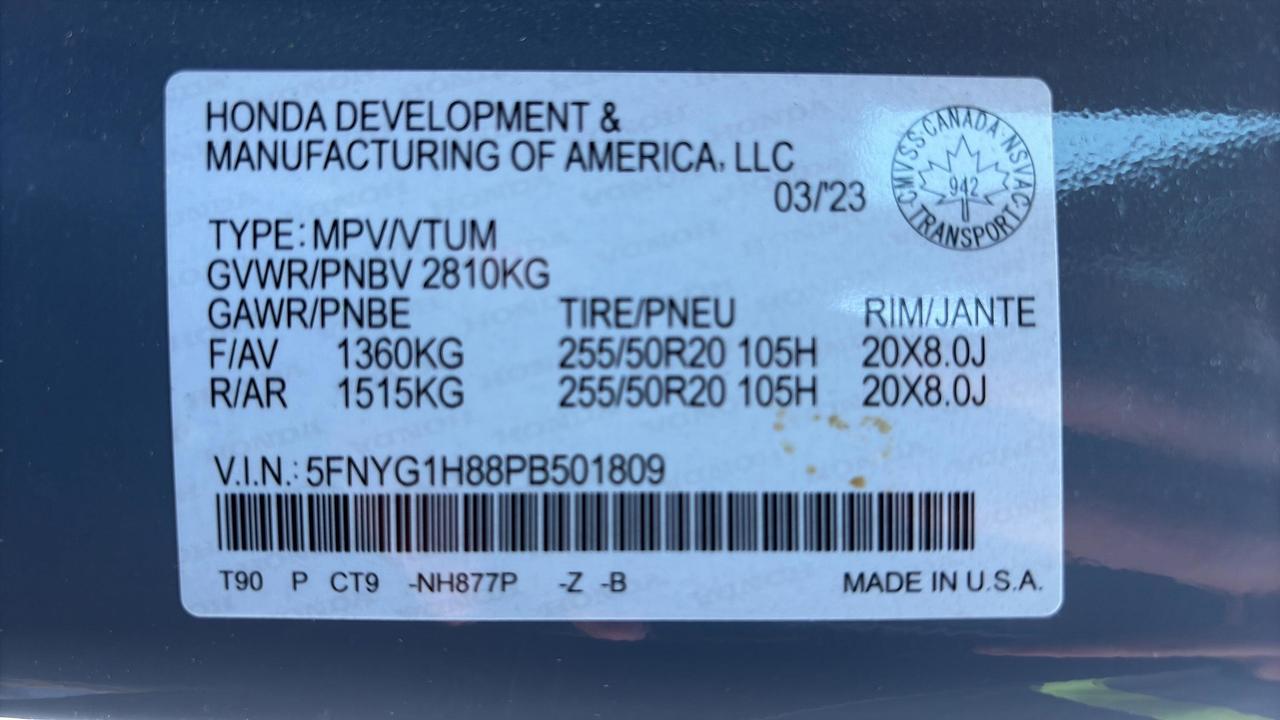 HONDA DEVELOPMENT &
MANUFACTURING OF AMERICA, LLC
03/'23
CMVSS CANADA NSVAC
942
TRANSPORT
TYPE: MPV/VTUM
GVWR/PNBV 2810KG
GAWR/PNBE TIRE/PNEU RIM/JANTE
F/AV 1360KG 255/50R20 105H 20X8.0J
R/AR 1515KG 255/50R20 105H 20X8.0J
V.I.N.: 5FNYG1H88PB501809
T90 P CT9 -NH877P -Z -B MADE IN U.S.A.